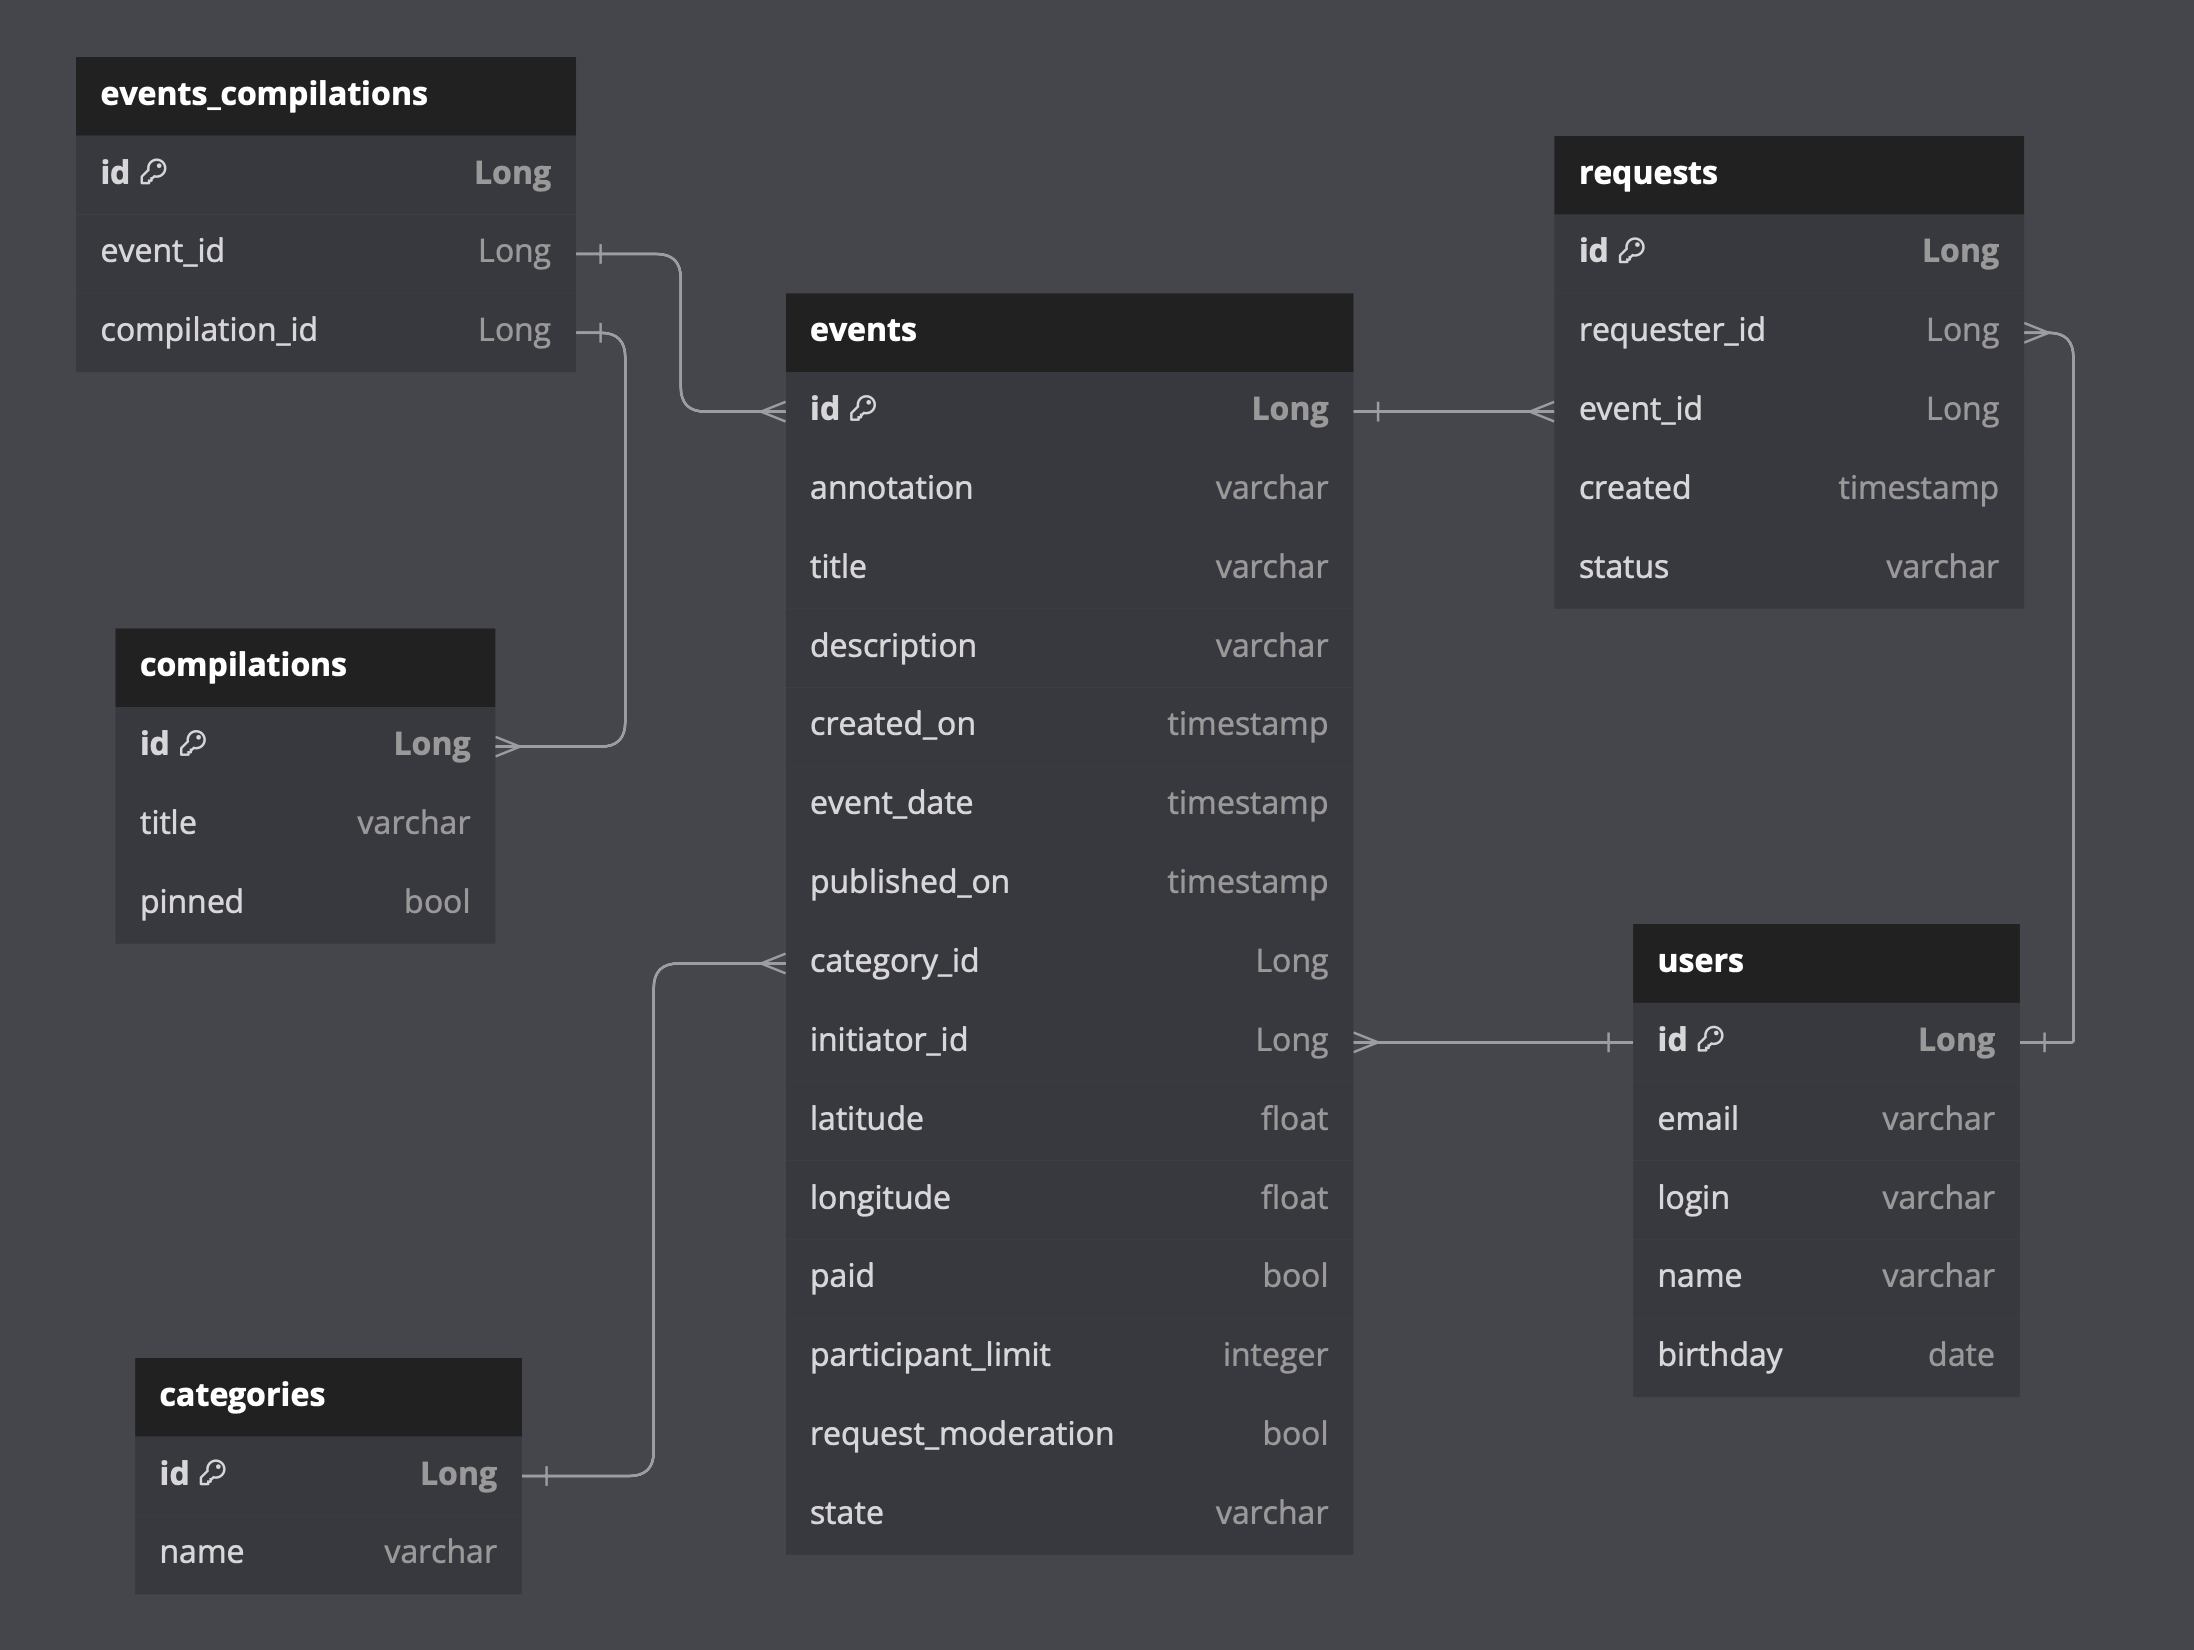 events_compilations
id Long
event_id Long
compilation_id Long
compilations
id Long
title varchar
pinned bool
categories
id Long
name varchar
events
id Long
annotation varchar
title varchar
description varchar
created_on timestamp
event_date timestamp
published_on timestamp
category_id Long
initiator_id Long
latitude float
longitude float
paid bool
participant_limit integer
request_moderation bool
state varchar
requests
id Long
requester_id Long
event_id Long
created timestamp
status varchar
users
id Long
email varchar
login varchar
name varchar
birthday date